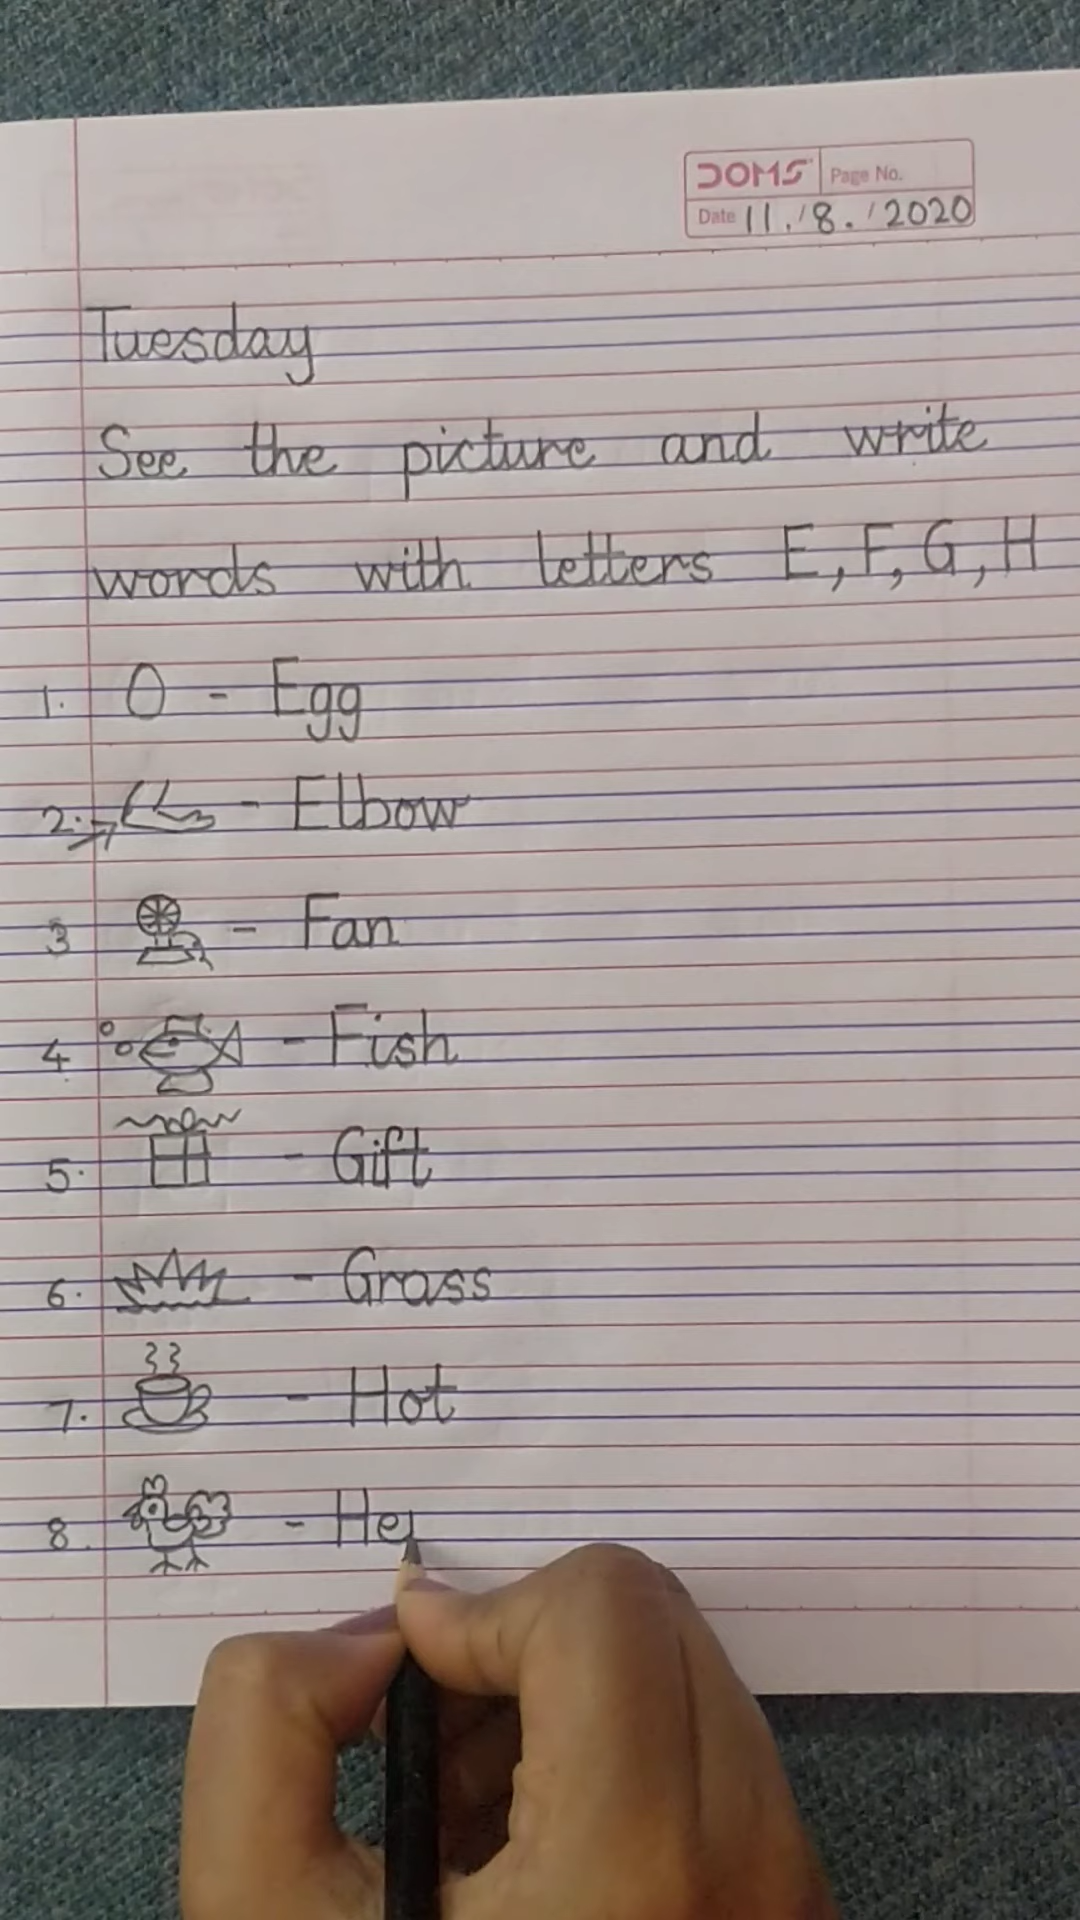 DOMS Page No.
Date 11./8./2020
Tuesday
See the picture and write
words with letters E, F, G, H
1. - Egg
2. - Elbow
3 - Fan
4 - Fish
5. - Gift
6. - Grass
7. - Hot
8. - He